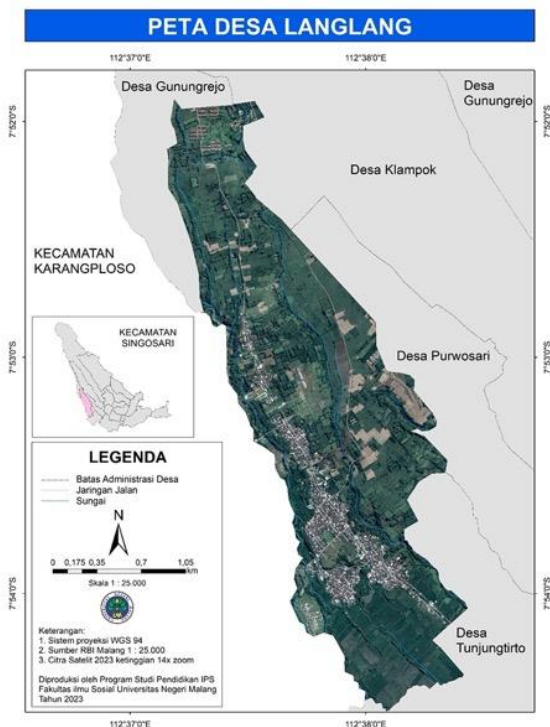 PETA DESA LANGLANG
112°37'0"E
112°38'0"E
Desa Gunungrejo
Desa
Gunungrejo
7°52'0"S
7°52'0"S
Desa Klampok
KECAMATAN
KARANGPLOSO
KECAMATAN
SINGOSARI
7°53'0"S
7°53'0"S
Desa Purwosari
LEGENDA
Batas Administrasi Desa
Jaringan Jalan
Sungai
N
0 0,175 0,35 0,7 1,05
km
Skala 1 : 25.000
7°54'0"S
7°54'0"S
Keterangan:
1. Sistem proyeksi WGS 94
2. Sumber RBI Malang 1 : 25.000
3. Citra Satelit 2023 ketinggian 14x zoom
Diproduksi oleh Program Studi Pendidikan IPS
Fakultas ilmu Sosial Universitas Negeri Malang
Tahun 2023
Desa
Tunjungtirto
112°37'0"E
112°38'0"E